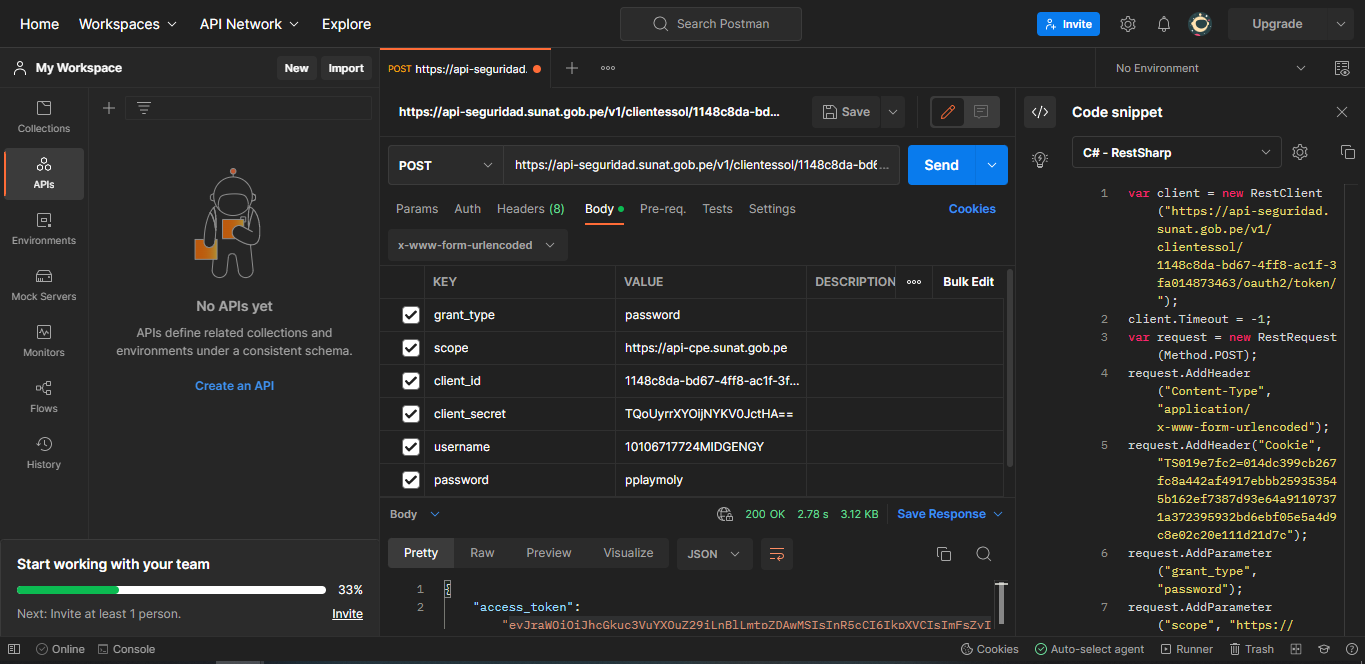 Home Workspaces API Network Explore Search Postman Invite Upgrade
My Workspace New Import POST https://api-seguridad. No Environment
Collections
APIs
Environments
Mock Servers
Monitors
Flows
History
No APIs yet
APIs define related collections and
environments under a consistent schema.
Create an API
Start working with your team
33%
Next: Invite at least 1 person. Invite
https://api-seguridad.sunat.gob.pe/v1/clientessol/1148c8da-bd... Save
POST https://api-seguridad.sunat.gob.pe/v1/clientessol/1148c8da-bd6... Send
Params Auth Headers (8) Body Pre-req. Tests Settings Cookies
x-www-form-urlencoded
KEY VALUE DESCRIPTION Bulk Edit
grant_type password
scope https://api-cpe.sunat.gob.pe
client_id 1148c8da-bd67-4ff8-ac1f-3f...
client_secret TQoUyrrXYOijNYKV0JctHA==
username 10106717724MIDGENGY
password pplaymoly
Body 200 OK 2.78 s 3.12 KB Save Response
Pretty Raw Preview Visualize JSON
1 {
2 "access_token":
Code snippet
C# - RestSharp
1 var client = new RestClient
("https://api-seguridad.
sunat.gob.pe/v1/
clientessol/
1148c8da-bd67-4ff8-ac1f-3
fa014873463/oauth2/token/
");
2 client.Timeout = -1;
3 var request = new RestRequest
(Method.POST);
4 request.AddHeader
("Content-Type",
"application/
x-www-form-urlencoded");
5 request.AddHeader("Cookie",
"TS019e7fc2=014dc399cb267
fc8a442af4917ebbb25935354
5b162ef7387d93e64a9110737
1a372395932bd6ebf05e5a4d9
c8e02c20e111d21d7c");
6 request.AddParameter
("grant_type",
"password");
7 request.AddParameter
("scope", "https://
Online Console Cookies Auto-select agent Runner Trash